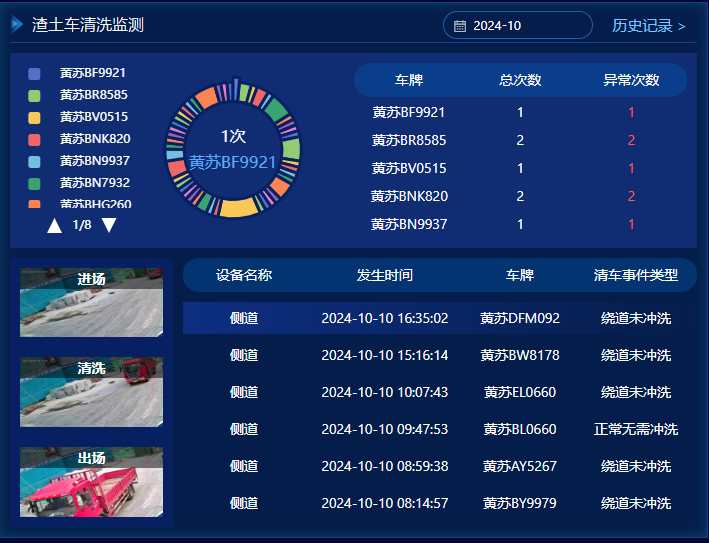 渣土车清洗监测
2024-10
历史记录 >
黄苏BF9921
黄苏BR8585
黄苏BV0515
黄苏BNK820
黄苏BN9937
黄苏BN7932
黄苏BHG260
1/8
1次
黄苏BF9921
车牌 总次数 异常次数
黄苏BF9921 1 1
黄苏BR8585 2 2
黄苏BV0515 1 1
黄苏BNK820 2 2
黄苏BN9937 1 1
进场
清洗
出场
设备名称 发生时间 车牌 清车事件类型
侧道 2024-10-10 16:35:02 黄苏DFM092 绕道未冲洗
侧道 2024-10-10 15:16:14 黄苏BW8178 绕道未冲洗
侧道 2024-10-10 10:07:43 黄苏EL0660 绕道未冲洗
侧道 2024-10-10 09:47:53 黄苏BL0660 正常无需冲洗
侧道 2024-10-10 08:59:38 黄苏AY5267 绕道未冲洗
侧道 2024-10-10 08:14:57 黄苏BY9979 绕道未冲洗